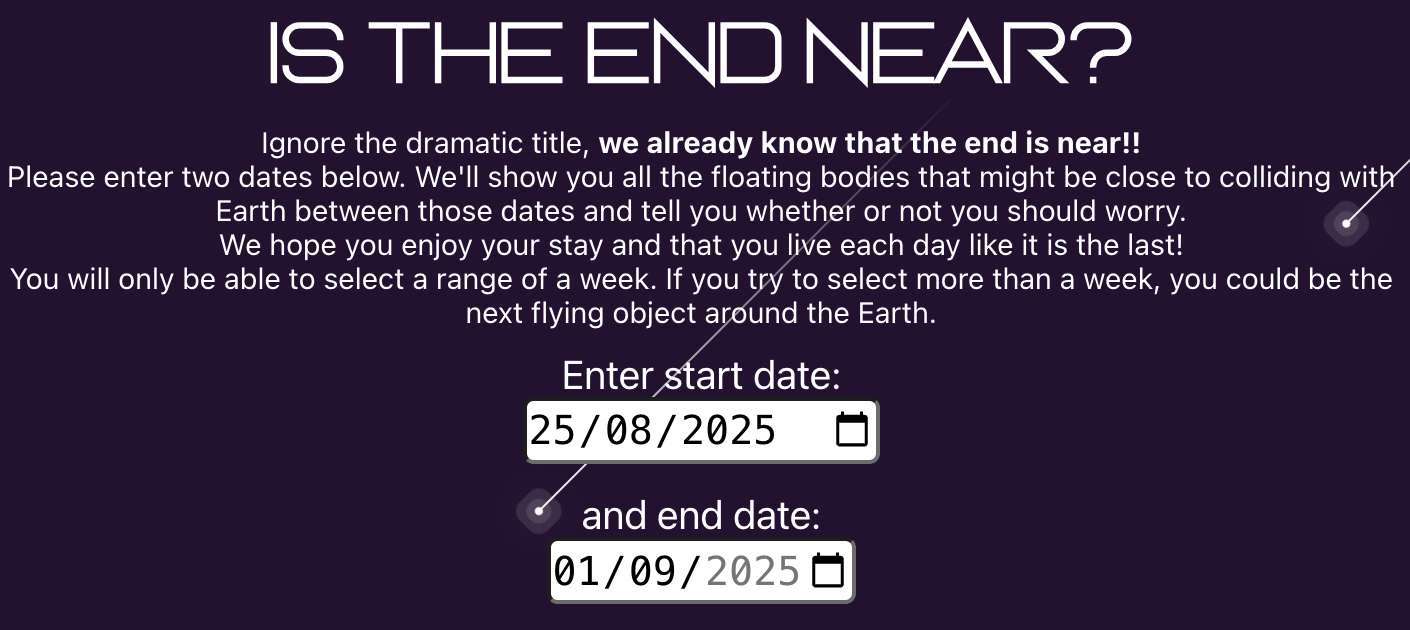 IS THE END NEAR?
Ignore the dramatic title, we already know that the end is near!!
Please enter two dates below. We'll show you all the floating bodies that might be close to colliding with
Earth between those dates and tell you whether or not you should worry.
We hope you enjoy your stay and that you live each day like it is the last!
You will only be able to select a range of a week. If you try to select more than a week, you could be the
next flying object around the Earth.
Enter start date:
25/08/2025
and end date:
01/09/2025